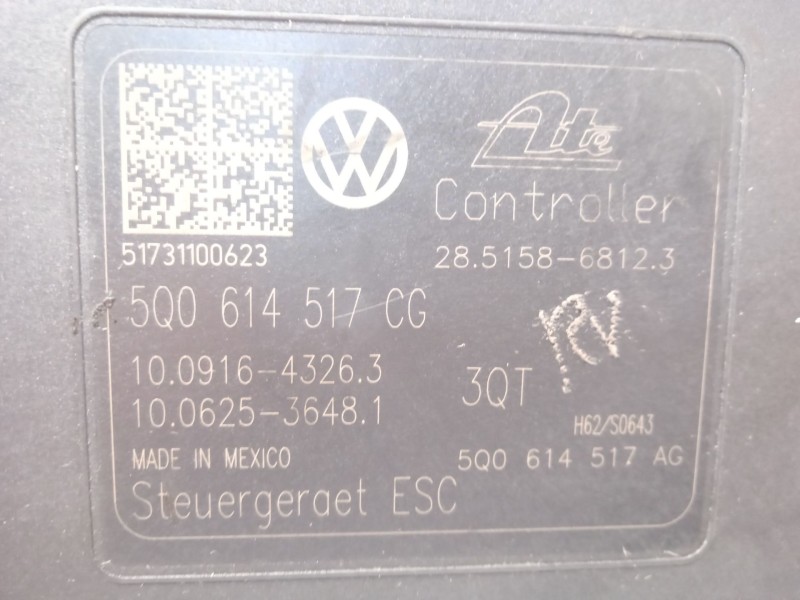 Ate
Controller
51731100623
28.5158-6812.3
5Q0 614 517 CG
10.0916-4326.3
10.0625-3648.1
3QT
H62/S0643
MADE IN MEXICO
5Q0 614 517 AG
Steuergeraet ESC